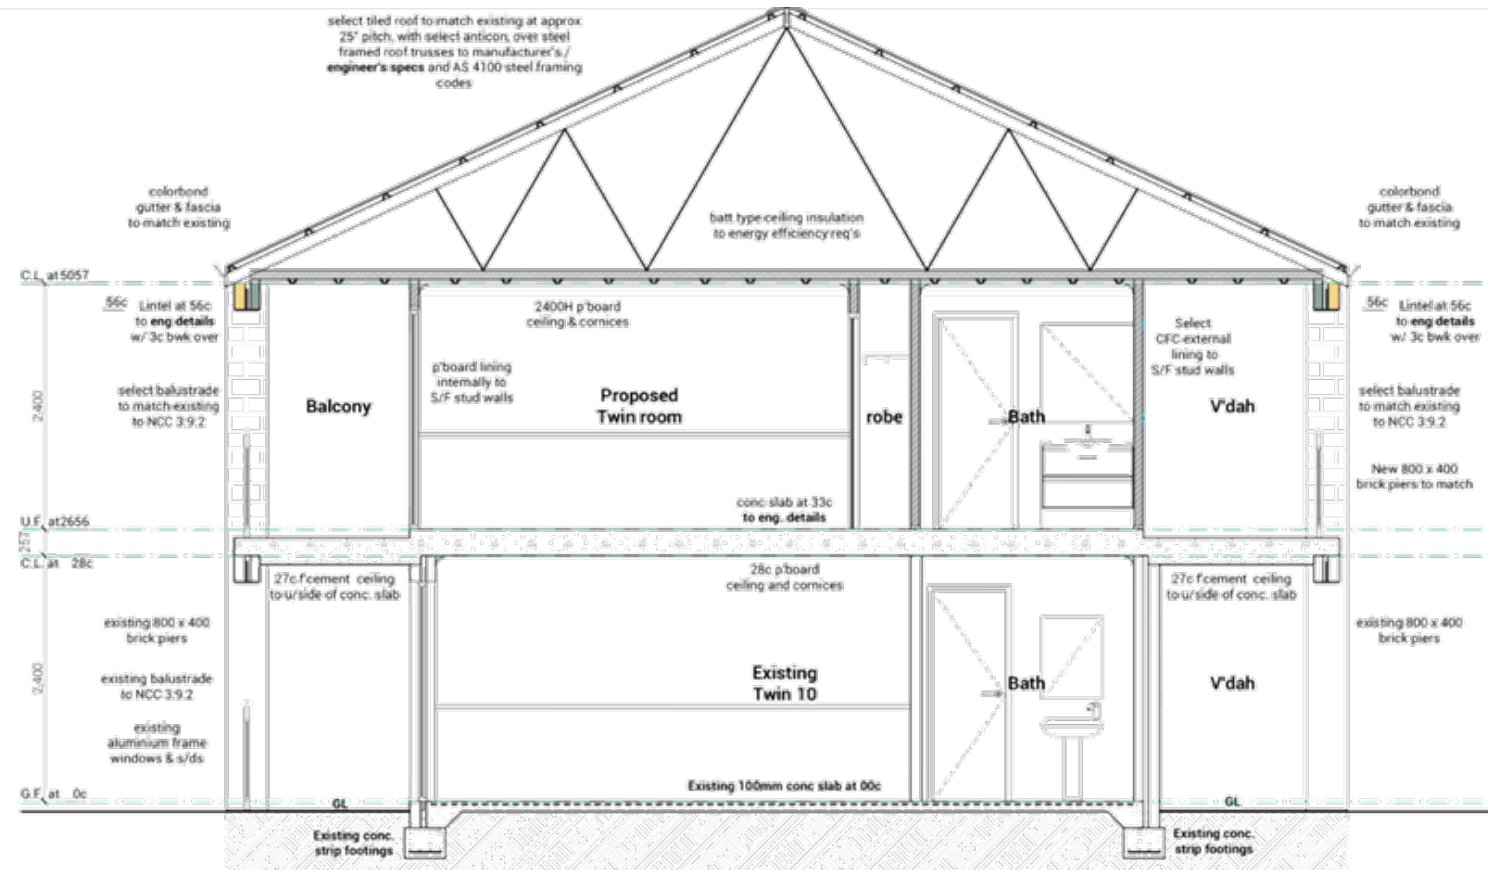 select tiled roof to match existing at approx
25° pitch, with select anticon, over steel
framed roof trusses to manufacturer's /
engineer's specs and AS 4100 steel framing
codes
colorbond
gutter & fascia
to match existing
batt type ceiling insulation
to energy efficiency req's
colorbond
gutter & fascia
to match existing
C.L. at 5057
56c
Lintel at 56c
to eng details
w/ 3c bwk over
2400H p'board
ceiling & cornices
Select
CFC external
lining to
S/F stud walls
56c
Lintel at 56c
to eng details
w/ 3c bwk over
p'board lining
internally to
S/F stud walls
select balustrade
to match existing
to NCC 3.9.2
2,400
Balcony
Proposed
Twin room
robe
Bath
V'dah
select balustrade
to match existing
to NCC 3.9.2
New 800 x 400
brick piers to match
conc slab at 33c
to eng. details
U.F. at 2656
257
C.L. at 28c
27c f'cement ceiling
to u/side of conc. slab
28c p'board
ceiling and cornices
27c f'cement ceiling
to u/side of conc. slab
existing 800 x 400
brick piers
existing 800 x 400
brick piers
2,400
existing balustrade
to NCC 3.9.2
Existing
Twin 10
Bath
V'dah
existing
aluminium frame
windows & s/ds
Existing 100mm conc slab at 00c
G.F. at 0c
GL
GL
Existing conc.
strip footings
Existing conc.
strip footings